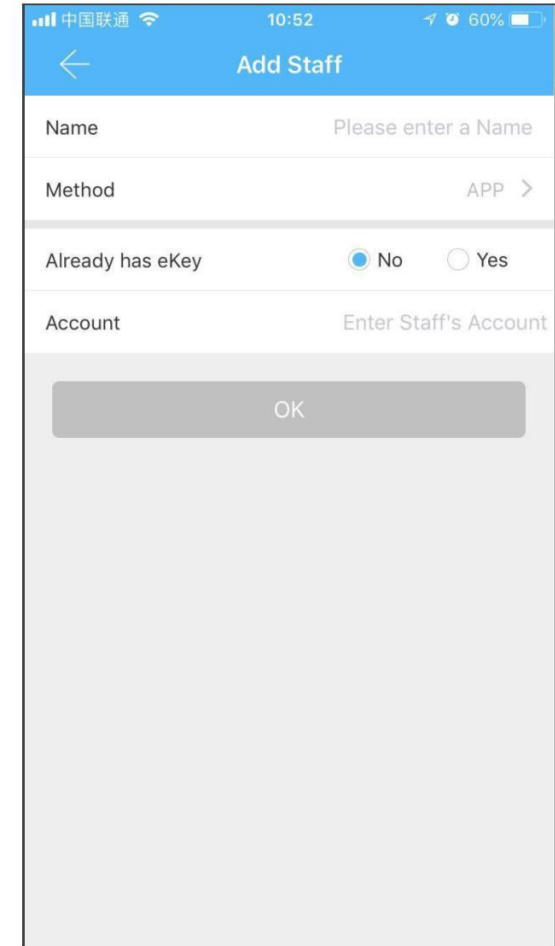 中国联通 10:52 60%
Add Staff
Name Please enter a Name
Method APP
Already has eKey No Yes
Account Enter Staff's Account
OK